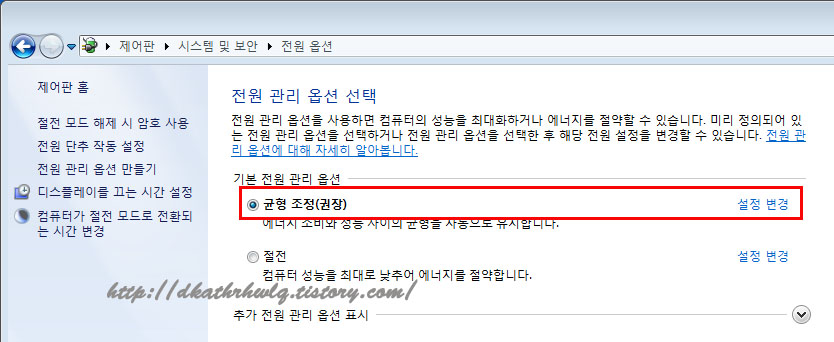 제어판 ▶ 시스템 및 보안 ▶ 전원 옵션
제어판 홈
절전 모드 해제 시 암호 사용
전원 단추 작동 설정
전원 관리 옵션 만들기
디스플레이를 끄는 시간 설정
컴퓨터가 절전 모드로 전환되
는 시간 변경
전원 관리 옵션 선택
전원 관리 옵션을 사용하면 컴퓨터의 성능을 최대화하거나 에너지를 절약할 수 있습니다. 미리 정의되어 있
는 전원 관리 옵션을 선택하거나 전원 관리 옵션을 선택한 후 해당 전원 설정을 변경할 수 있습니다. 전원 관
리 옵션에 대해 자세히 알아봅니다.
기본 전원 관리 옵션
균형 조정(권장) 설정 변경
에너지 소비와 성능 사이의 균형을 자동으로 유지합니다.
절전 설정 변경
컴퓨터 성능을 최대로 낮추어 에너지를 절약합니다.
http://dkathrhwlq.tistory.com/
추가 전원 관리 옵션 표시